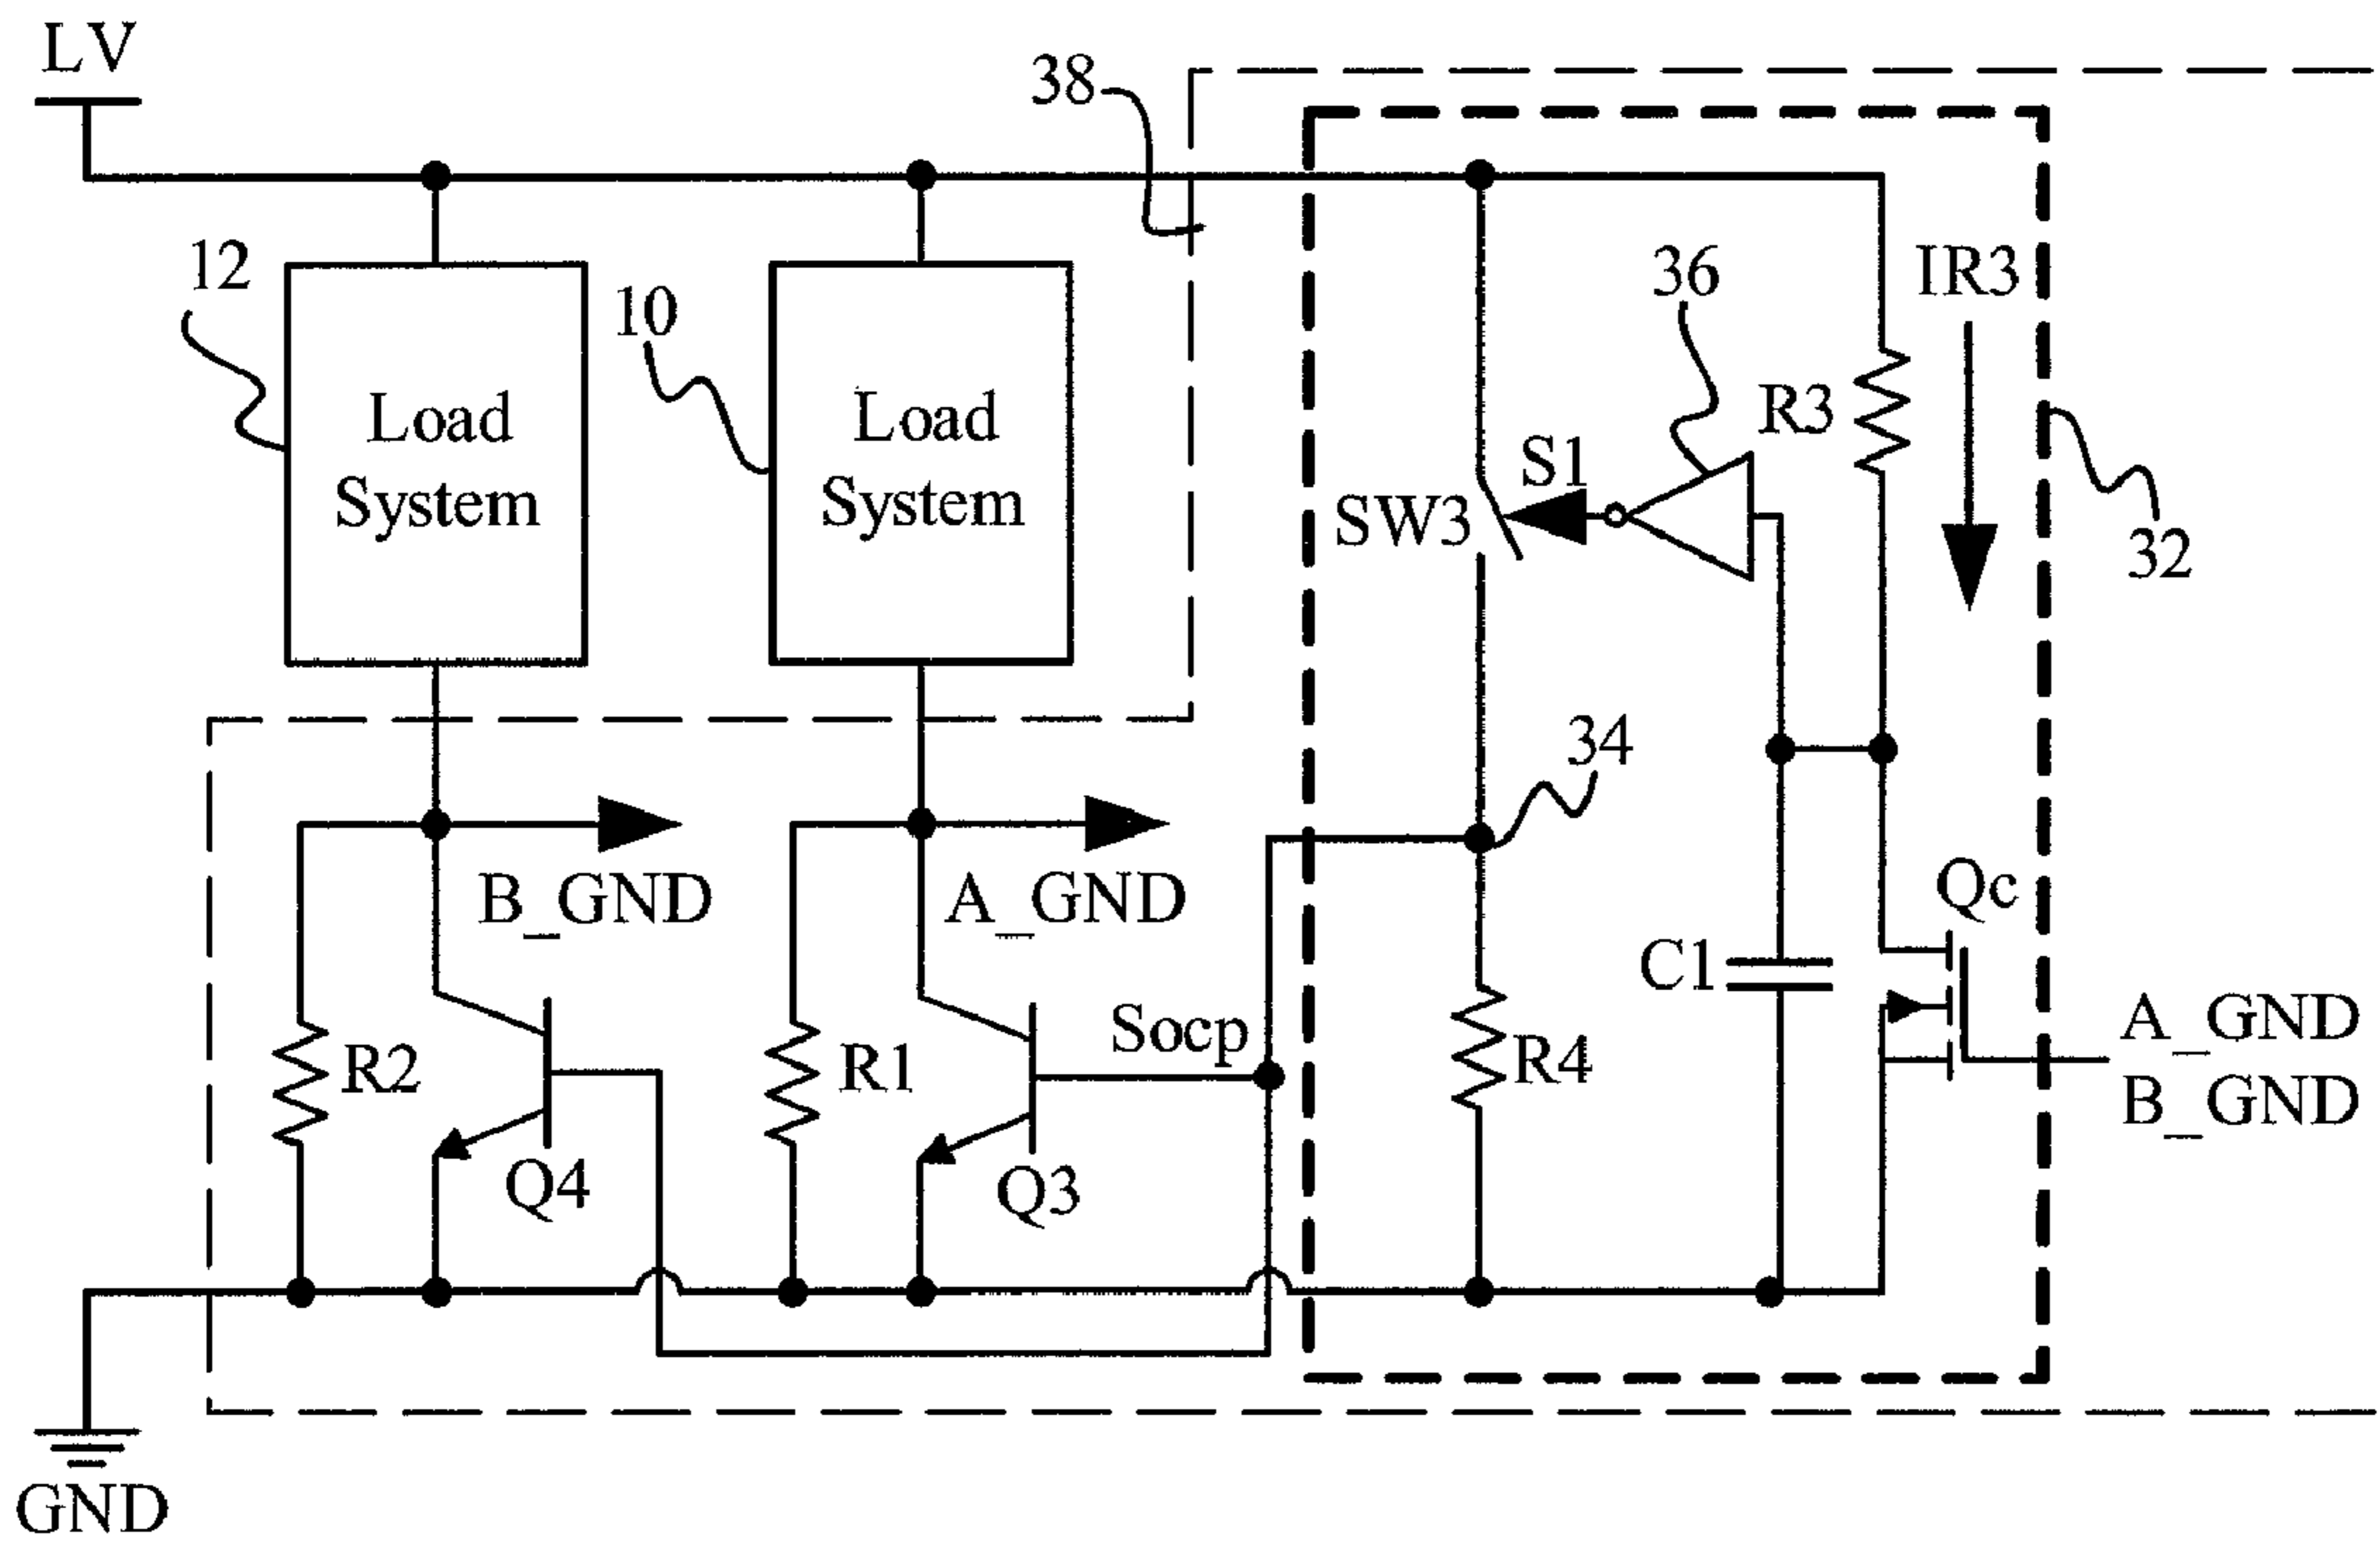 LV
38
12
10
36
IR3
Load
System
Load
System
R3
S1
SW3
32
34
B_GND
A_GND
Qc
C1
Socp
R2
R1
R4
A_GND
B_GND
Q4
Q3
GND